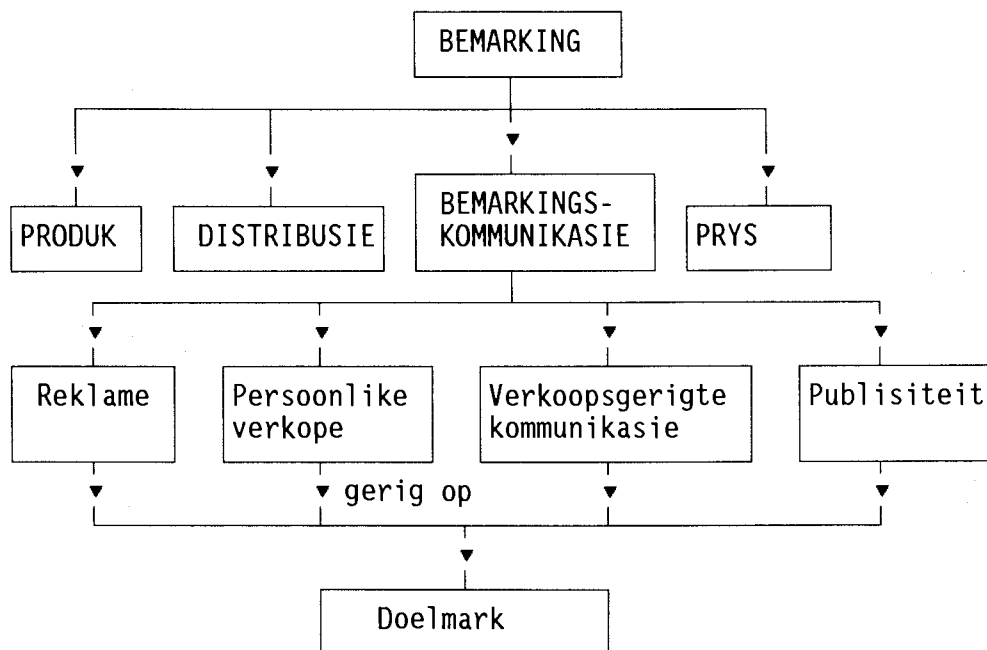 BEMARKING
PRODUK
DISTRIBUSIE
BEMARKINGS-
KOMMUNIKASIE
PRYS
Reklame
Persoonlike
verkope
Verkoopsgerigte
kommunikasie
Publisiteit
gerig op
Doelmark